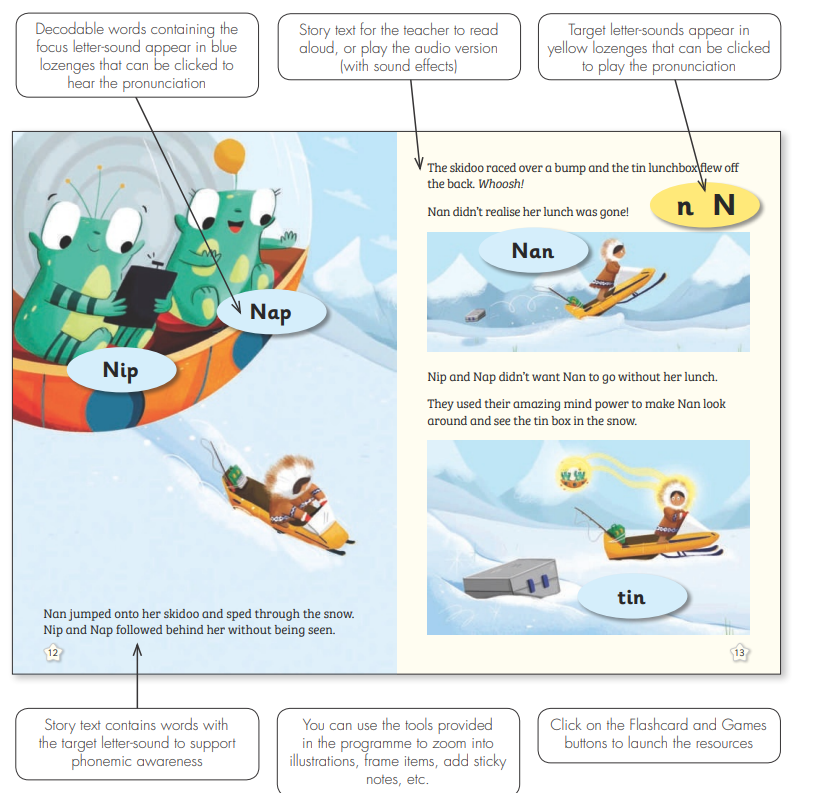 Decodable words containing the
focus letter-sound appear in blue
lozenges that can be clicked to
hear the pronunciation
Story text for the teacher to read
aloud, or play the audio version
(with sound effects)
Target letter-sounds appear in
yellow lozenges that can be clicked
to play the pronunciation
Nap
Nip
Nan jumped onto her skidoo and sped through the snow.
Nip and Nap followed behind her without being seen.
12
The skidoo raced over a bump and the tin lunchbox flew off
the back. Whoosh!
n N
Nan didn't realise her lunch was gone!
Nan
Nip and Nap didn't want Nan to go without her lunch.
They used their amazing mind power to make Nan look
around and see the tin box in the snow.
tin
13
Story text contains words with
the target letter-sound to support
phonemic awareness
You can use the tools provided
in the programme to zoom into
illustrations, frame items, add sticky
notes, etc.
Click on the Flashcard and Games
buttons to launch the resources